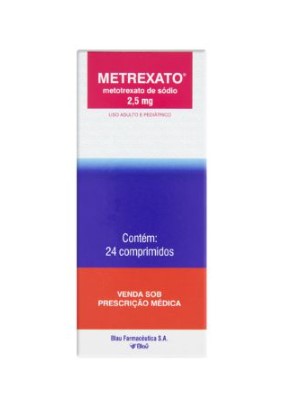 METREXATO®
metotrexato de sódio
2,5 mg
USO ADULTO E PEDIÁTRICO
Contém:
24 comprimidos
VENDA SOB
PRESCRIÇÃO MÉDICA
Blau Farmacêutica S.A.
Blau